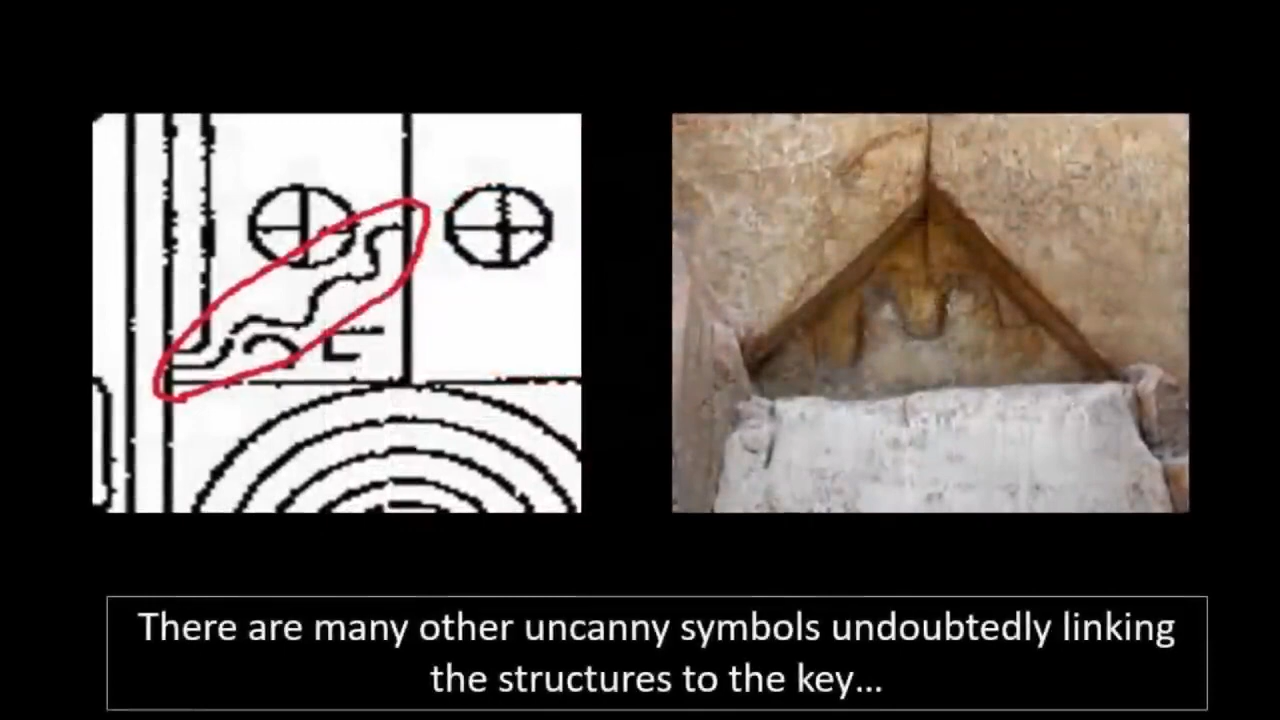 There are many other uncanny symbols undoubtedly linking
the structures to the key…